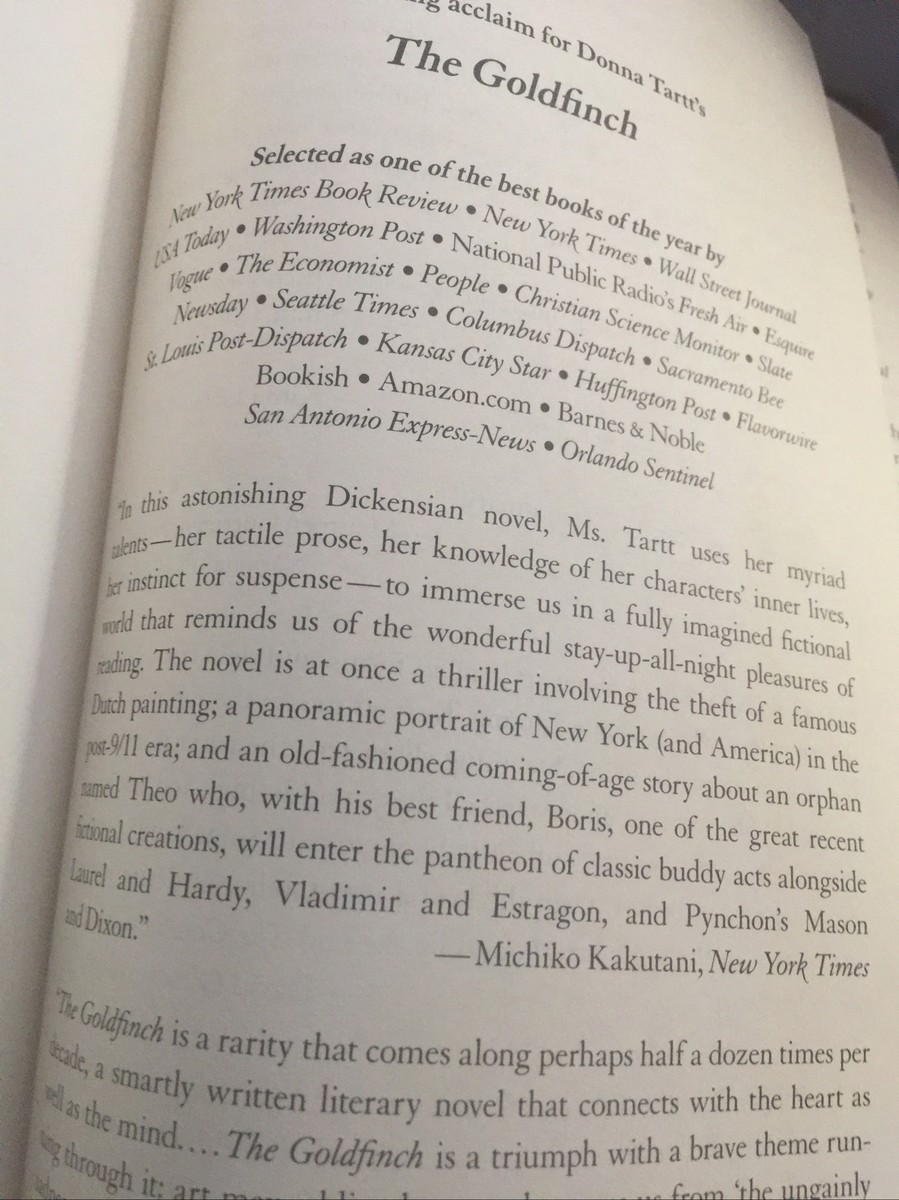 acclaim for Donna Tartt's
The Goldfinch
Selected as one of the best books of the year by
New York Times Book Review • New York Times • Wall Street Journal
USA Today • Washington Post • National Public Radio's Fresh Air • Esquire
Vogue • The Economist • People • Christian Science Monitor • Slate
Newsday • Seattle Times • Columbus Dispatch • Sacramento Bee
St. Louis Post-Dispatch • Kansas City Star • Huffington Post • Flavorwire
Bookish • Amazon.com • Barnes & Noble
San Antonio Express-News • Orlando Sentinel
"In this astonishing Dickensian novel, Ms. Tartt uses her myriad
talents—her tactile prose, her knowledge of her characters' inner lives,
her instinct for suspense—to immerse us in a fully imagined fictional
world that reminds us of the wonderful stay-up-all-night pleasures of
reading. The novel is at once a thriller involving the theft of a famous
Dutch painting; a panoramic portrait of New York (and America) in the
post-9/11 era; and an old-fashioned coming-of-age story about an orphan
named Theo who, with his best friend, Boris, one of the great recent
fictional creations, will enter the pantheon of classic buddy acts alongside
Laurel and Hardy, Vladimir and Estragon, and Pynchon's Mason
and Dixon."
—Michiko Kakutani, New York Times
"The Goldfinch is a rarity that comes along perhaps half a dozen times per
decade, a smartly written literary novel that connects with the heart as
well as the mind.... The Goldfinch is a triumph with a brave theme run-
ning through it: art from 'the ungainly